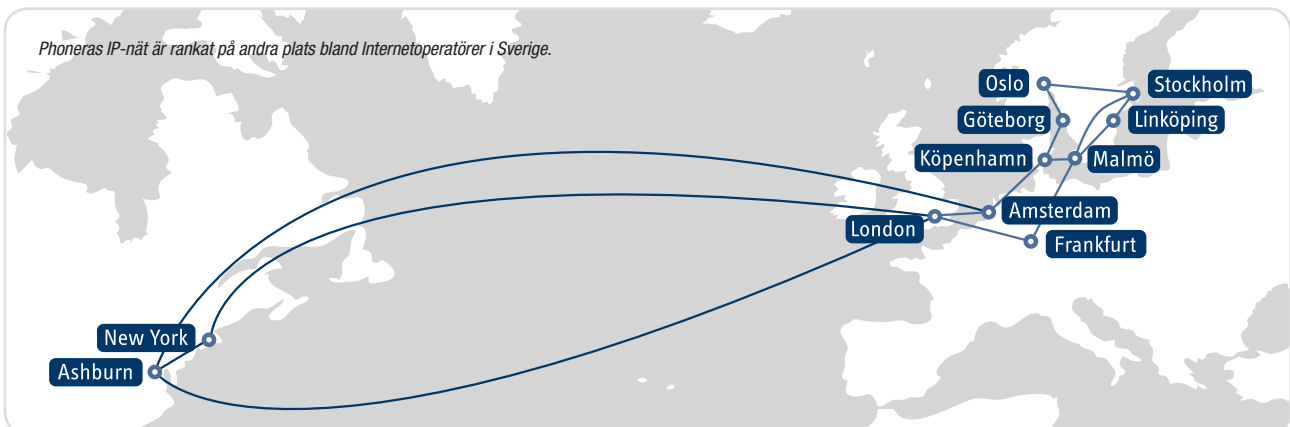 Phoneras IP-nät är rankat på andra plats bland Internetoperatörer i Sverige.
Oslo
Stockholm
Göteborg
Linköping
Köpenhamn
Malmö
Amsterdam
London
Frankfurt
New York
Ashburn